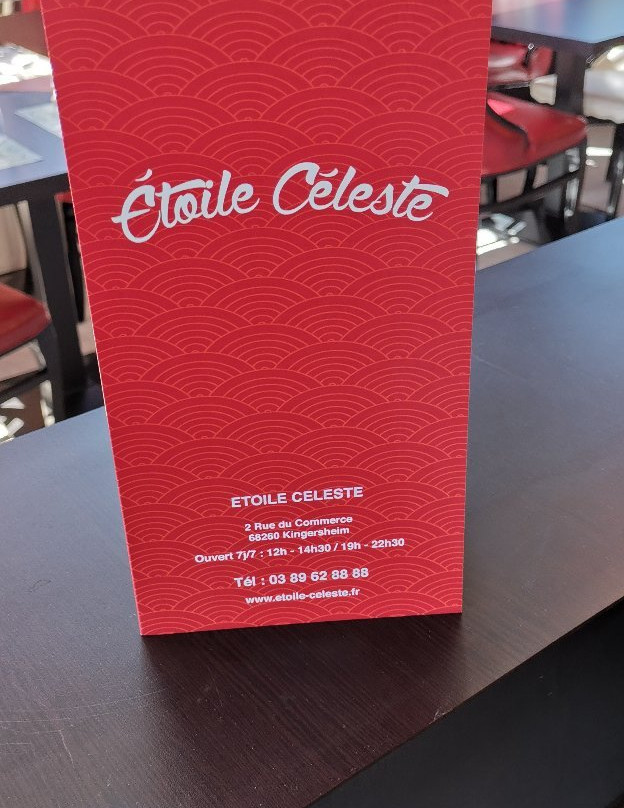 Étoile Céleste
ETOILE CELESTE
2 Rue du Commerce
68260 Kingersheim
Ouvert 7j/7 : 12h - 14h30 / 19h - 22h30
Tél : 03 89 62 88 88
www.etoile-celeste.fr